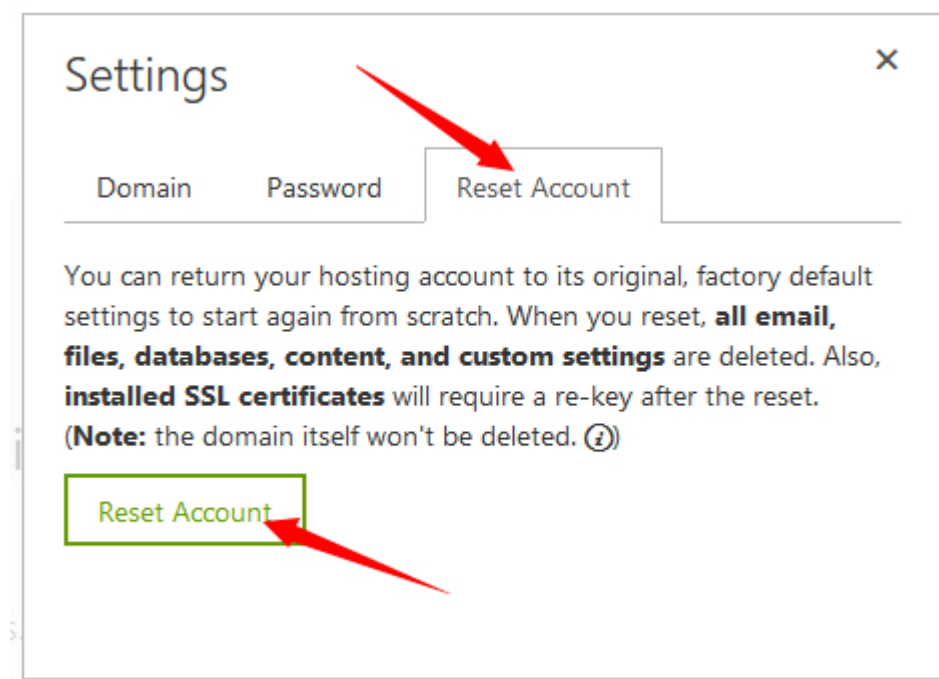 Settings
×
Domain Password Reset Account
You can return your hosting account to its original, factory default
settings to start again from scratch. When you reset, all email,
files, databases, content, and custom settings are deleted. Also,
installed SSL certificates will require a re-key after the reset.
(Note: the domain itself won't be deleted. i)
Reset Account